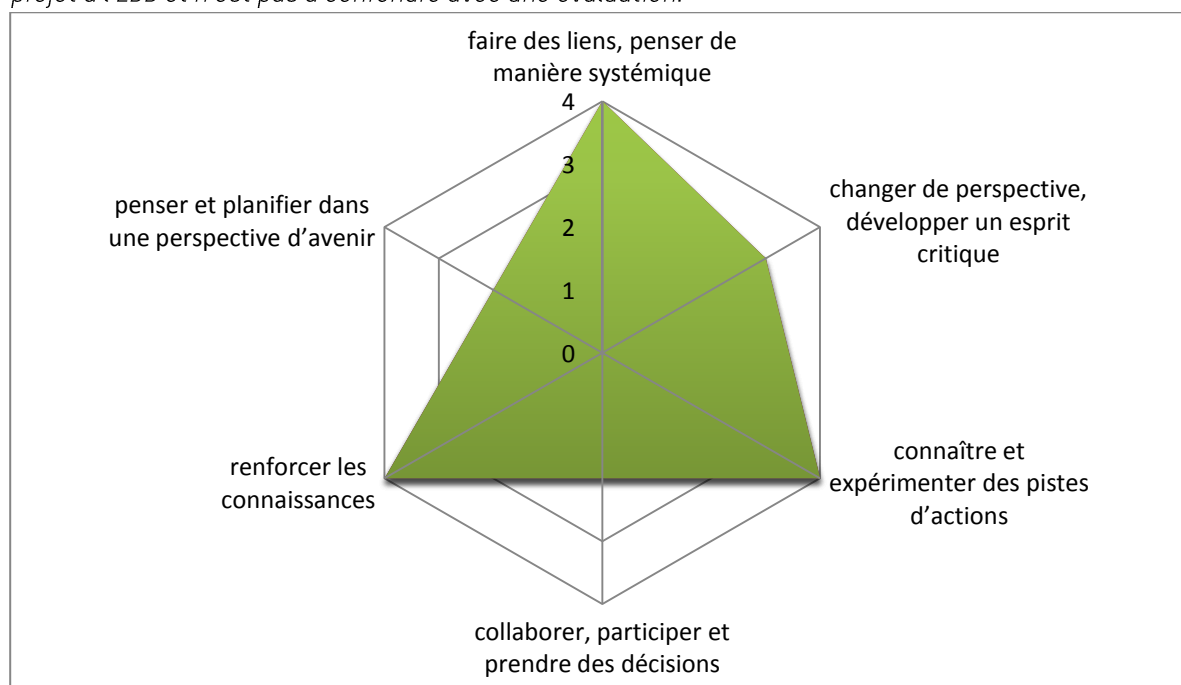 projet à l'EDD et n'est pas à confondre avec une évaluation.
faire des liens, penser de
manière systémique
4
3
2
1
0
changer de perspective,
développer un esprit
critique
penser et planifier dans
une perspective d’avenir
connaître et
expérimenter des pistes
d’actions
renforcer les
connaissances
collaborer, participer et
prendre des décisions